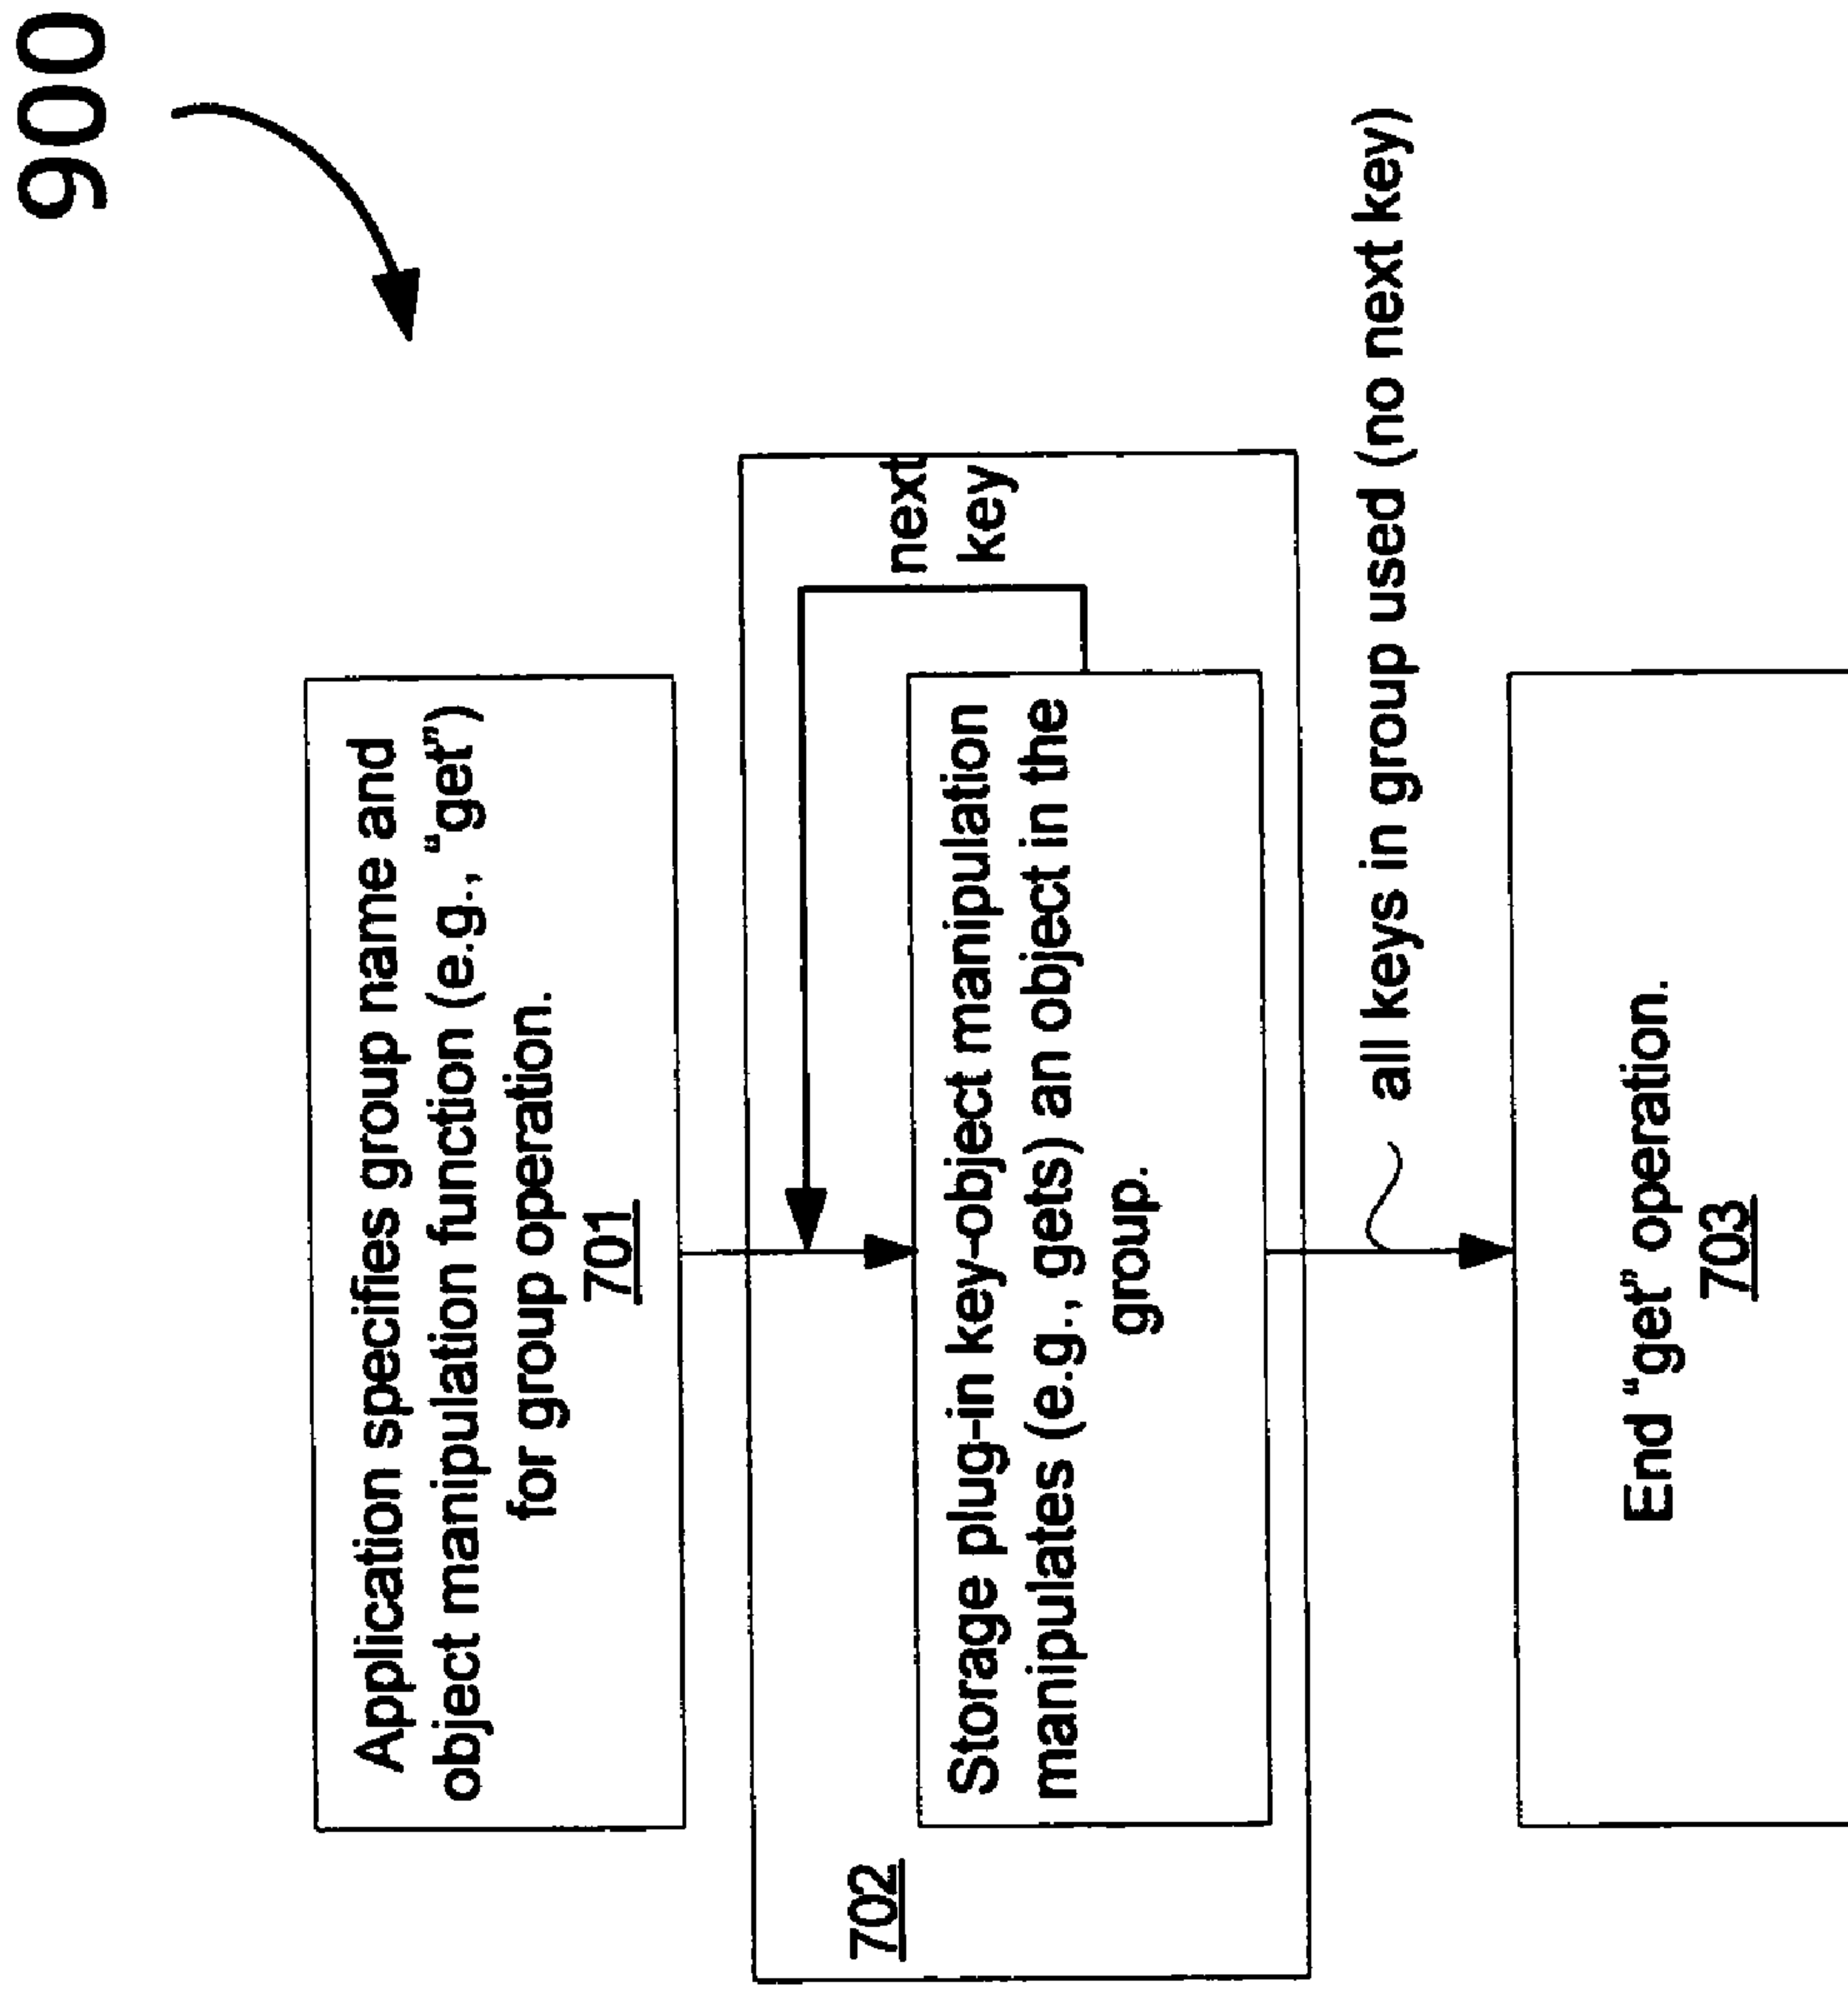 900
Application specifies group name and
object manipulation function (e.g., “get”)
for group operation.
701
702
next
key
Storage plug-in key-object manipulation
manipulates (e.g., gets) an object in the
group.
all keys in group used (no next key)
End “get” operation.
703